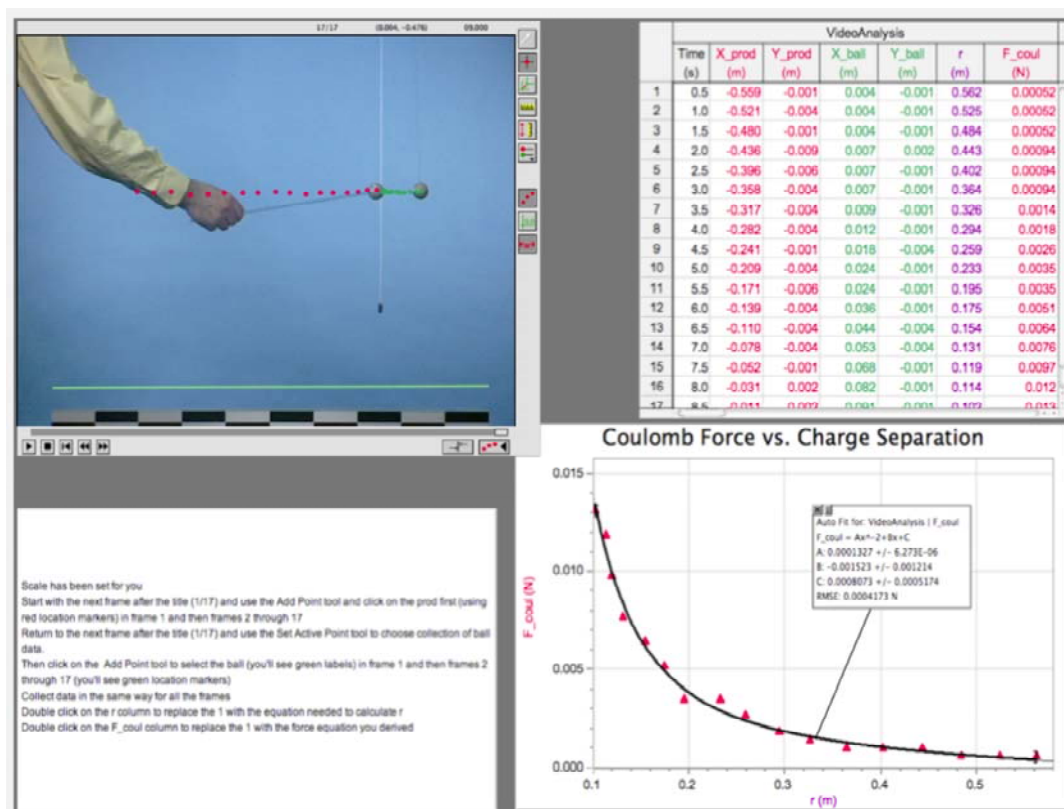 17/17 (0.004, -0.476) 09.000
VideoAnalysis
Time X_prod Y_prod X_ball Y_ball r F_coul
(s) (m) (m) (m) (m) (m) (N)
1 0.5 -0.559 -0.001 0.004 -0.001 0.562 0.00052
2 1.0 -0.521 -0.004 0.004 -0.001 0.525 0.00052
3 1.5 -0.480 -0.001 0.004 -0.001 0.484 0.00052
4 2.0 -0.436 -0.009 0.007 0.002 0.443 0.00094
5 2.5 -0.396 -0.006 0.007 -0.001 0.402 0.00094
6 3.0 -0.358 -0.004 0.007 -0.001 0.364 0.00094
7 3.5 -0.317 -0.004 0.009 -0.001 0.326 0.0014
8 4.0 -0.282 -0.004 0.012 -0.001 0.294 0.0018
9 4.5 -0.241 -0.001 0.018 -0.004 0.259 0.0026
10 5.0 -0.209 -0.004 0.024 -0.001 0.233 0.0035
11 5.5 -0.171 -0.006 0.024 -0.001 0.195 0.0035
12 6.0 -0.139 -0.004 0.036 -0.001 0.175 0.0051
13 6.5 -0.110 -0.004 0.044 -0.004 0.154 0.0064
14 7.0 -0.078 -0.004 0.053 -0.004 0.131 0.0076
15 7.5 -0.052 -0.001 0.068 -0.001 0.119 0.0097
16 8.0 -0.031 0.002 0.082 -0.001 0.114 0.012
17 8.5 -0.011 0.091 0.013
Scale has been set for you
Start with the next frame after the title (1/17) and use the Add Point tool and click on the prod first (using
red location markers) in frame 1 and then frames 2 through 17
Return to the next frame after the title (1/17) and use the Set Active Point tool to choose collection of ball
data.
Then click on the Add Point tool to select the ball (you'll see green labels) in frame 1 and then frames 2
through 17 (you'll see green location markers)
Collect data in the same way for all the frames
Double click on the r column to replace the 1 with the equation needed to calculate r
Double click on the F_coul column to replace the 1 with the force equation you derived
Coulomb Force vs. Charge Separation
0.015
0.010
0.005
0.000
F_coul (N)
Auto Fit for: VideoAnalysis | F_coul
F_coul = Ax^-2+Bx+C
A: 0.0001327 +/- 6.273E-06
B: -0.001523 +/- 0.001214
C: 0.0008073 +/- 0.0005174
RMSE: 0.0004173 N
0.1 0.2 0.3 0.4 0.5
r (m)